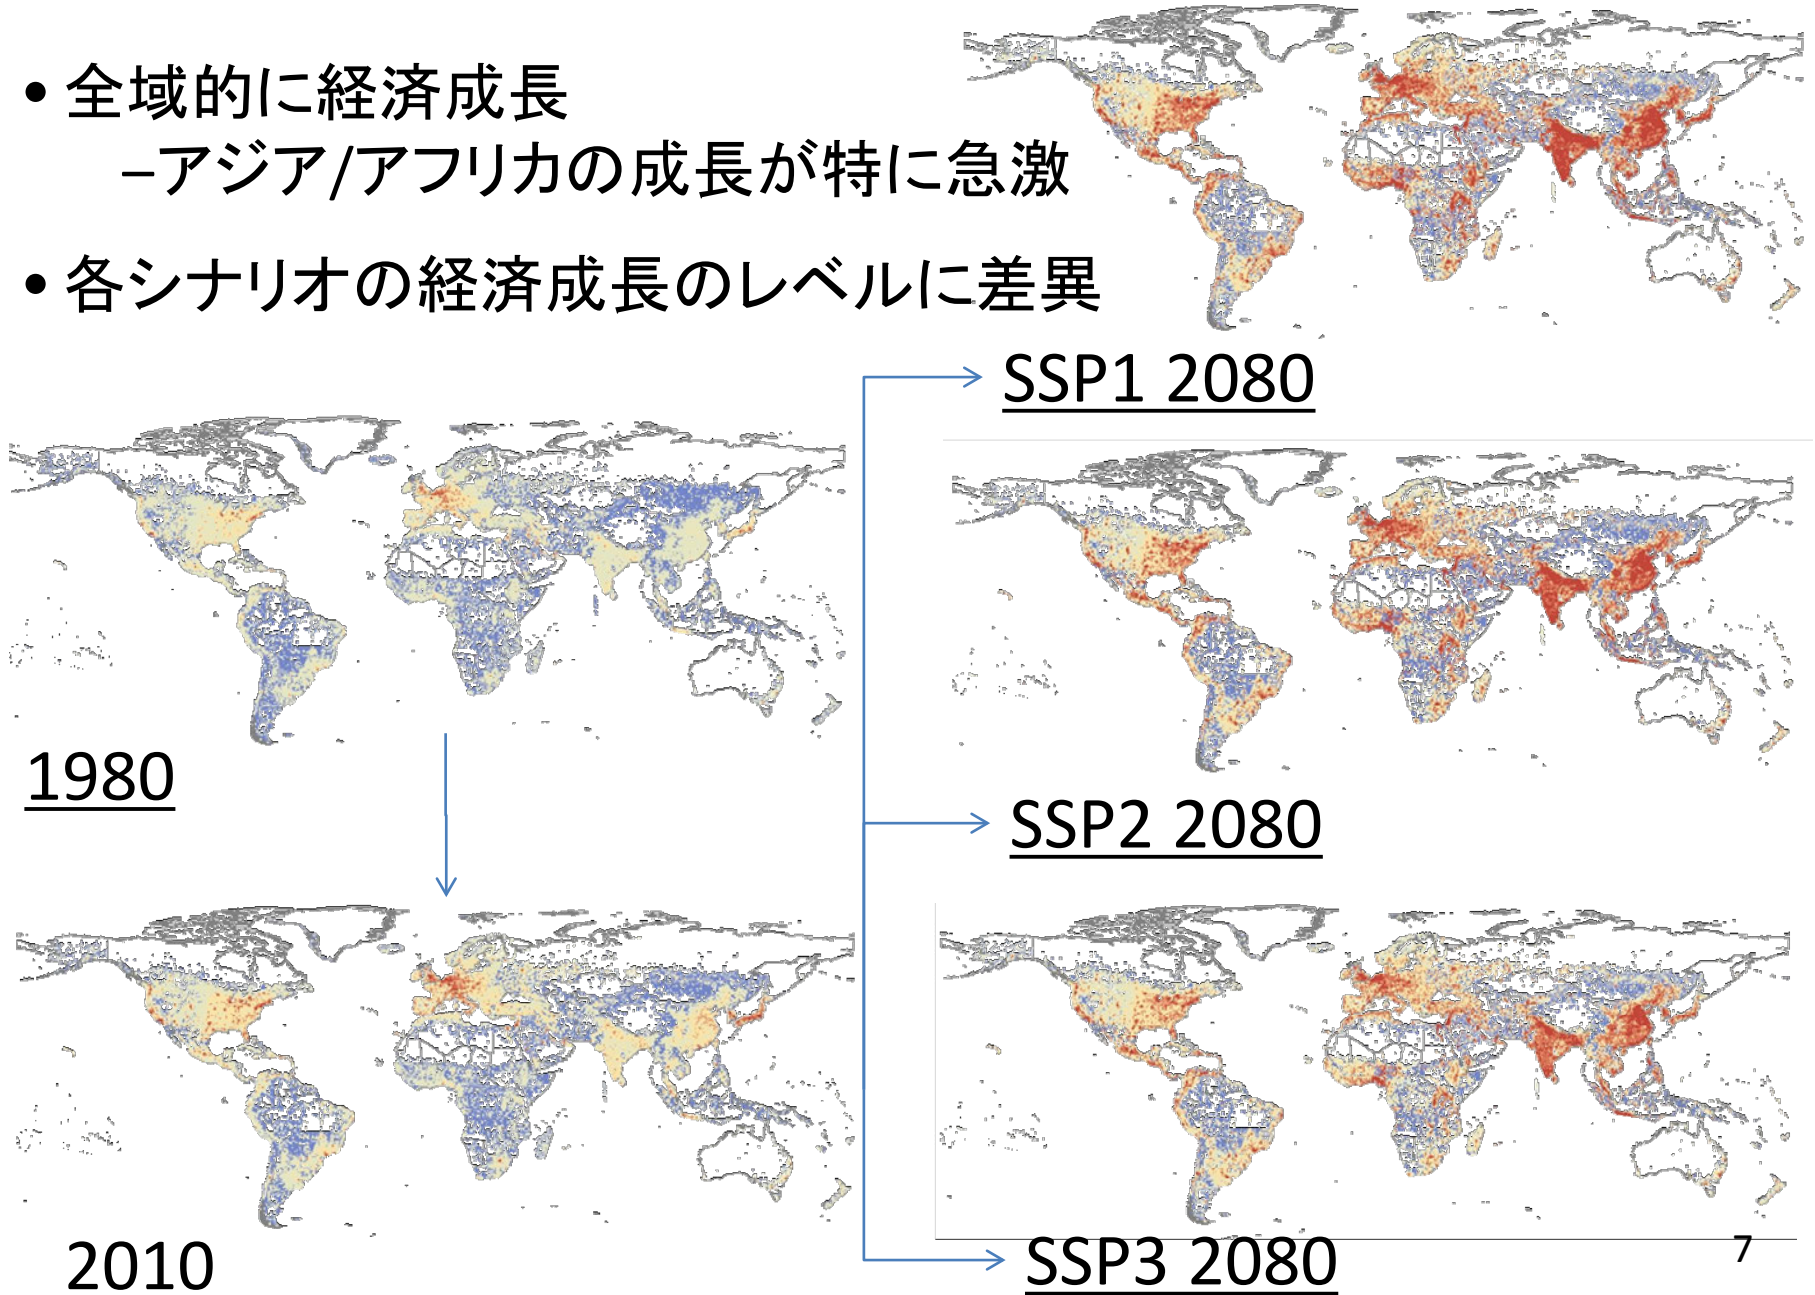 • 全域的に経済成長
–アジア/アフリカの成長が特に急激
• 各シナリオの経済成長のレベルに差異
SSP1 2080
1980
SSP2 2080
2010
SSP3 2080
7